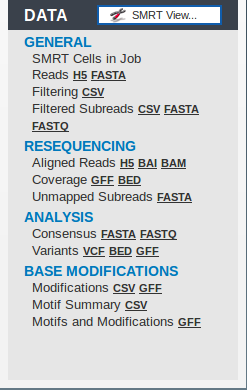 DATA SMRT View...
GENERAL
SMRT Cells in Job
Reads H5 FASTA
Filtering CSV
Filtered Subreads CSV FASTA
FASTQ
RESEQUENCING
Aligned Reads H5 BAI BAM
Coverage GFF BED
Unmapped Subreads FASTA
ANALYSIS
Consensus FASTA FASTQ
Variants VCF BED GFF
BASE MODIFICATIONS
Modifications CSV GFF
Motif Summary CSV
Motifs and Modifications GFF